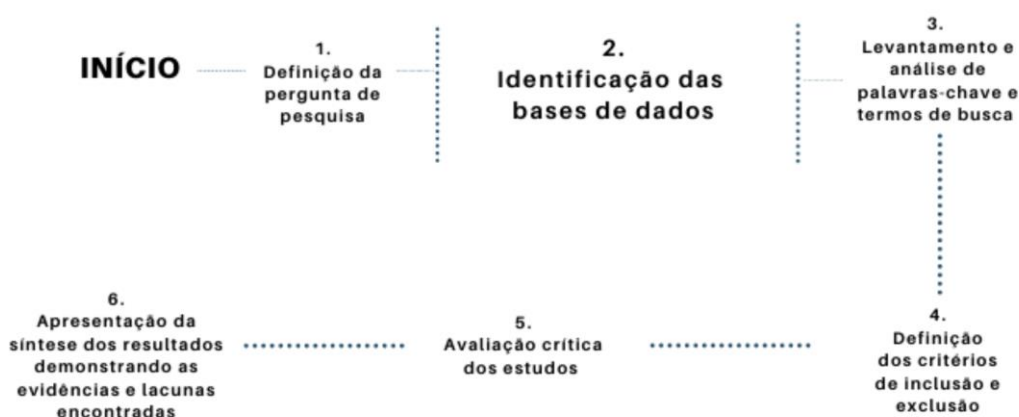 INÍCIO
1.
Definição da
pergunta de
pesquisa
2.
Identificação das
bases de dados
3.
Levantamento e
análise de
palavras-chave e
termos de busca
4.
Definição
dos critérios
de inclusão e
exclusão
5.
Avaliação crítica
dos estudos
6.
Apresentação da
síntese dos resultados
demonstrando as
evidências e lacunas
encontradas